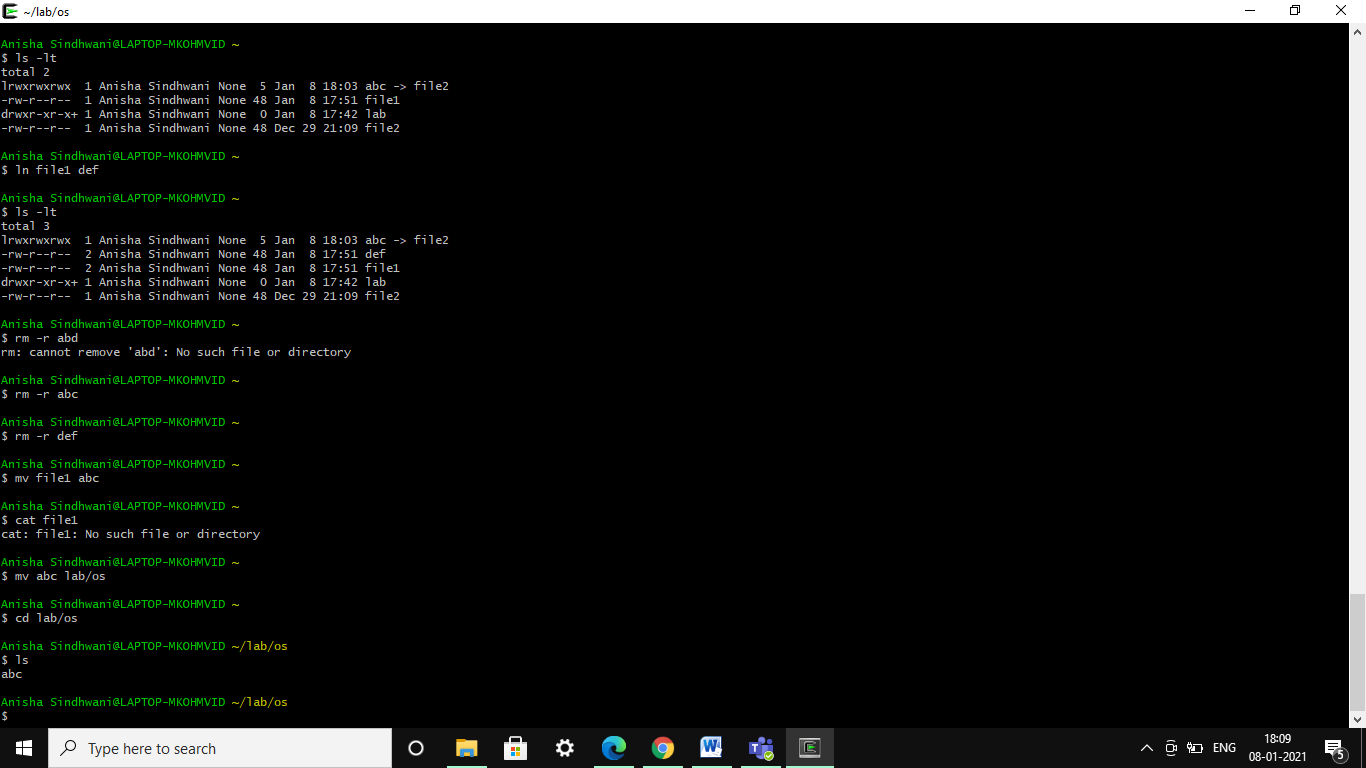 ~/lab/os
Anisha Sindhwani@LAPTOP-MKOHMVID ~
$ ls -lt
total 2
lrwxrwxrwx  1 Anisha Sindhwani None  5 Jan  8 18:03 abc -> file2
-rw-r--r--  1 Anisha Sindhwani None 48 Jan  8 17:51 file1
drwxr-xr-x+ 1 Anisha Sindhwani None  0 Jan  8 17:42 lab
-rw-r--r--  1 Anisha Sindhwani None 48 Dec 29 21:09 file2
Anisha Sindhwani@LAPTOP-MKOHMVID ~
$ ln file1 def
Anisha Sindhwani@LAPTOP-MKOHMVID ~
$ ls -lt
total 3
lrwxrwxrwx  1 Anisha Sindhwani None  5 Jan  8 18:03 abc -> file2
-rw-r--r--  2 Anisha Sindhwani None 48 Jan  8 17:51 def
-rw-r--r--  2 Anisha Sindhwani None 48 Jan  8 17:51 file1
drwxr-xr-x+ 1 Anisha Sindhwani None  0 Jan  8 17:42 lab
-rw-r--r--  1 Anisha Sindhwani None 48 Dec 29 21:09 file2
Anisha Sindhwani@LAPTOP-MKOHMVID ~
$ rm -r abd
rm: cannot remove 'abd': No such file or directory
Anisha Sindhwani@LAPTOP-MKOHMVID ~
$ rm -r abc
Anisha Sindhwani@LAPTOP-MKOHMVID ~
$ rm -r def
Anisha Sindhwani@LAPTOP-MKOHMVID ~
$ mv file1 abc
Anisha Sindhwani@LAPTOP-MKOHMVID ~
$ cat file1
cat: file1: No such file or directory
Anisha Sindhwani@LAPTOP-MKOHMVID ~
$ mv abc lab/os
Anisha Sindhwani@LAPTOP-MKOHMVID ~
$ cd lab/os
Anisha Sindhwani@LAPTOP-MKOHMVID ~/lab/os
$ ls
abc
Anisha Sindhwani@LAPTOP-MKOHMVID ~/lab/os
$
Type here to search
ENG
18:09
08-01-2021
5